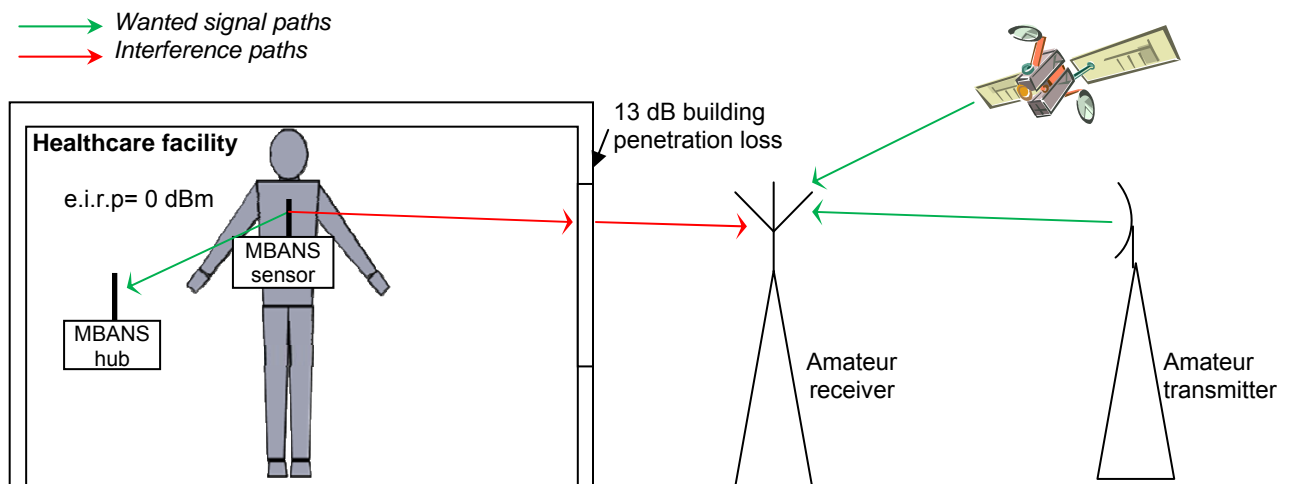 Wanted signal paths
Interference paths
13 dB building
penetration loss
Healthcare facility
e.i.r.p= 0 dBm
MBANS
sensor
MBANS
hub
Amateur
receiver
Amateur
transmitter